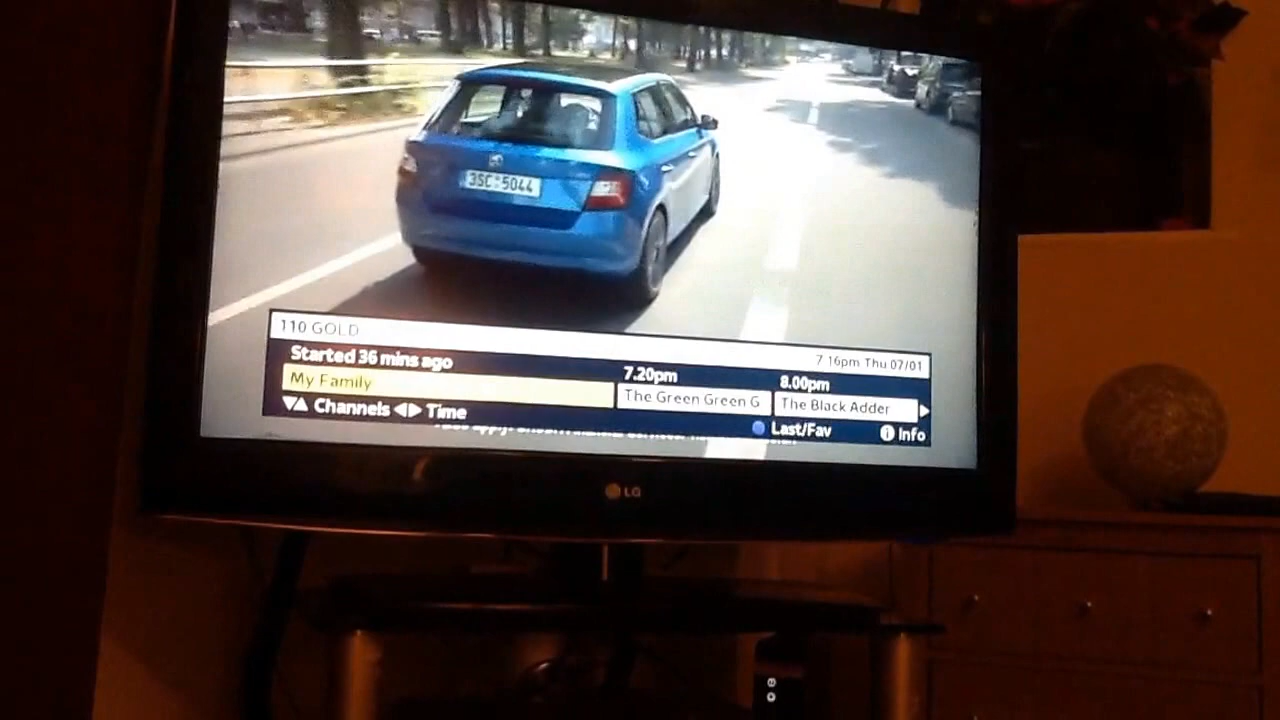 3SC·5044
110 GOLD
7.16pm Thu 07/01
Started 36 mins ago
7.20pm
8.00pm
My Family
The Green Green G
The Black Adder
Channels
Time
Last/Fav
i Info
LG